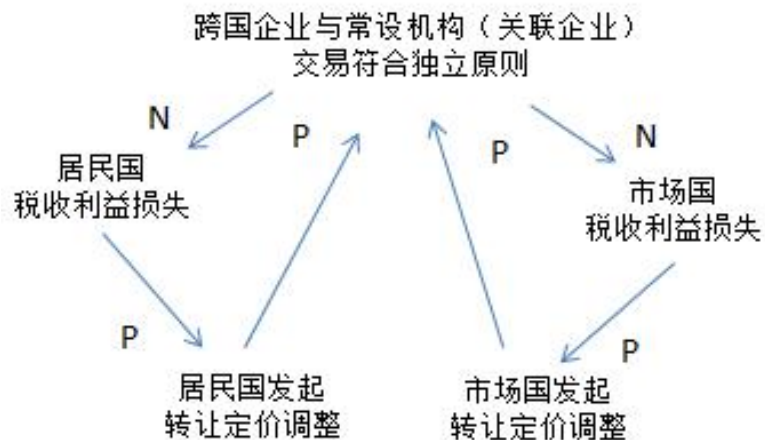 跨国企业与常设机构（关联企业）
交易符合独立原则
N
P
P
N
居民国
税收利益损失
市场国
税收利益损失
P
P
居民国发起
转让定价调整
市场国发起
转让定价调整